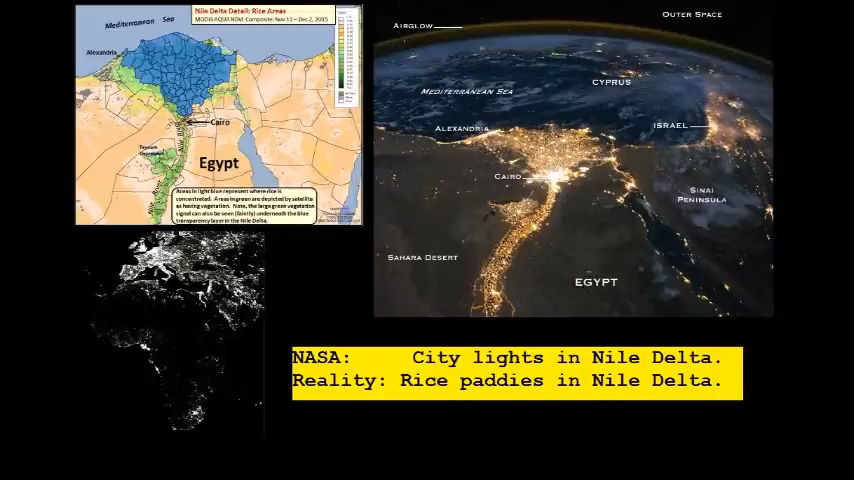 Mediterranean Sea
Nile Delta Detail: Rice Areas
MODIS AQUA NDVI Composite: Nov 11 – Dec 2, 2015
Alexandria
Cairo
Nile
Fayoum
Depression
Egypt
Nile
Areas in light blue represent where rice is
concentrated. Areas in green are depicted by satellite
as having vegetation. Note, the large green vegetation
signal can also be seen (faintly) underneath the blue
transparency layer in the Nile Delta.
AIRGLOW
OUTER SPACE
CYPRUS
MEDITERRANEAN SEA
ALEXANDRIA
ISRAEL
CAIRO
SINAI
PENINSULA
SAHARA DESERT
EGYPT
NASA: City lights in Nile Delta.
Reality: Rice paddies in Nile Delta.